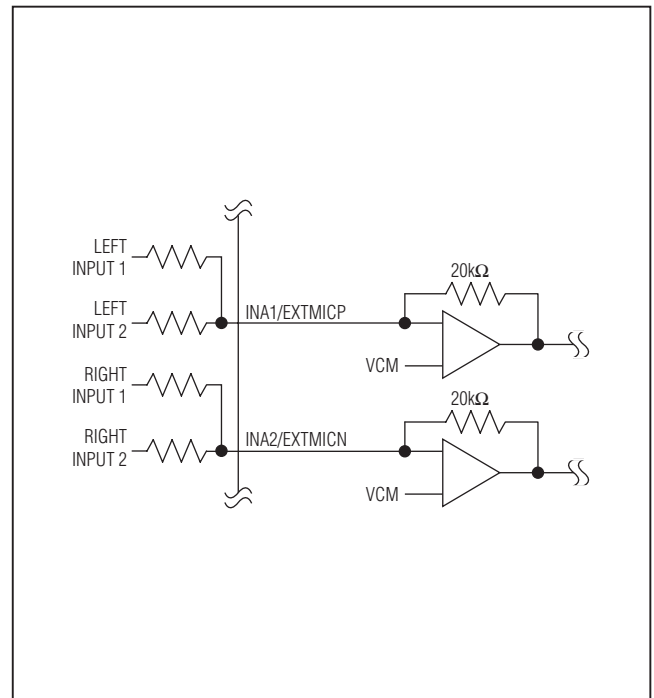 LEFT
INPUT 1
LEFT
INPUT 2
RIGHT
INPUT 1
RIGHT
INPUT 2
INA1/EXTMICP
20kΩ
VCM
INA2/EXTMICN
20kΩ
VCM